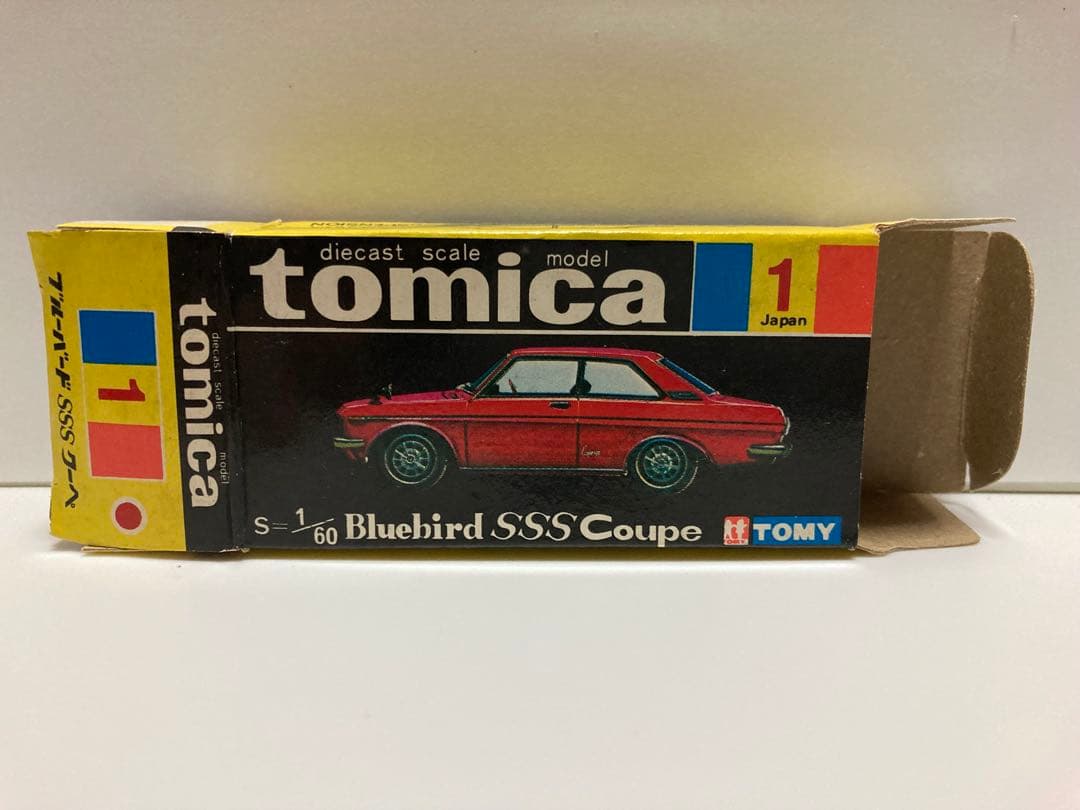 diecast scale model
tomica
1
Japan
S=1/60 Bluebird SSS Coupe
TOMY
ブルーバードSSSクーペ
1
diecast scale model
tomica